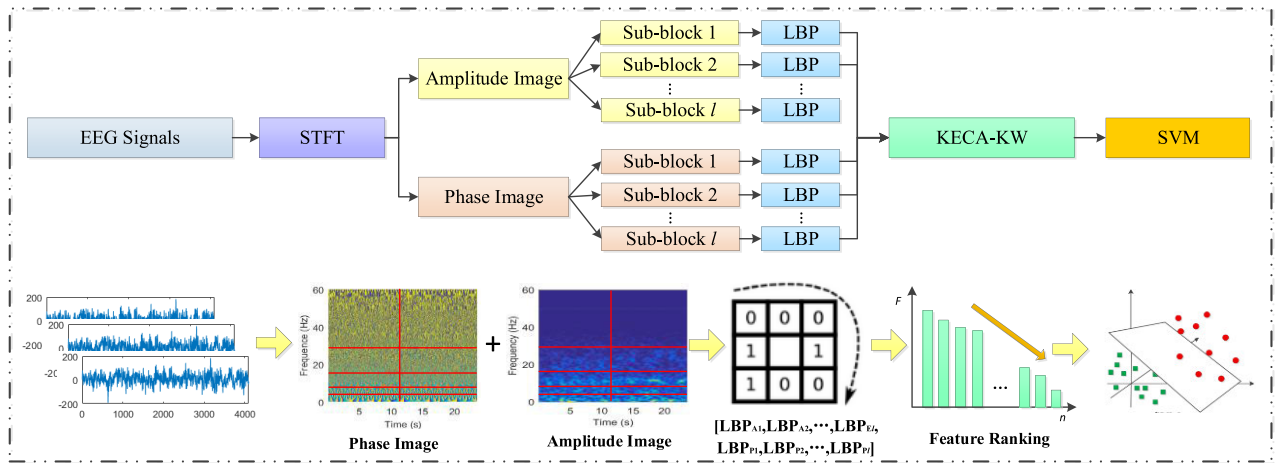 Sub-block 1
LBP
Sub-block 2
LBP
Amplitude Image
⋮
⋮
Sub-block l
LBP
EEG Signals
STFT
KECA-KW
SVM
Sub-block 1
LBP
Phase Image
Sub-block 2
LBP
⋮
⋮
Sub-block l
LBP
200
0
200
-200
0
200
0
-200
0
1000
2000
3000
4000
60
40
20
0
Frequency (Hz)
5
10
15
20
Time (s)
Phase Image
+
60
40
20
0
Frequency (Hz)
5
10
15
20
Time (s)
Amplitude Image
0 0 0
1 1
1 0 0
[LBPA1,LBPA2,⋯,LBPEl,
LBPP1,LBPP2,⋯,LBPPl]
F
...
n
Feature Ranking